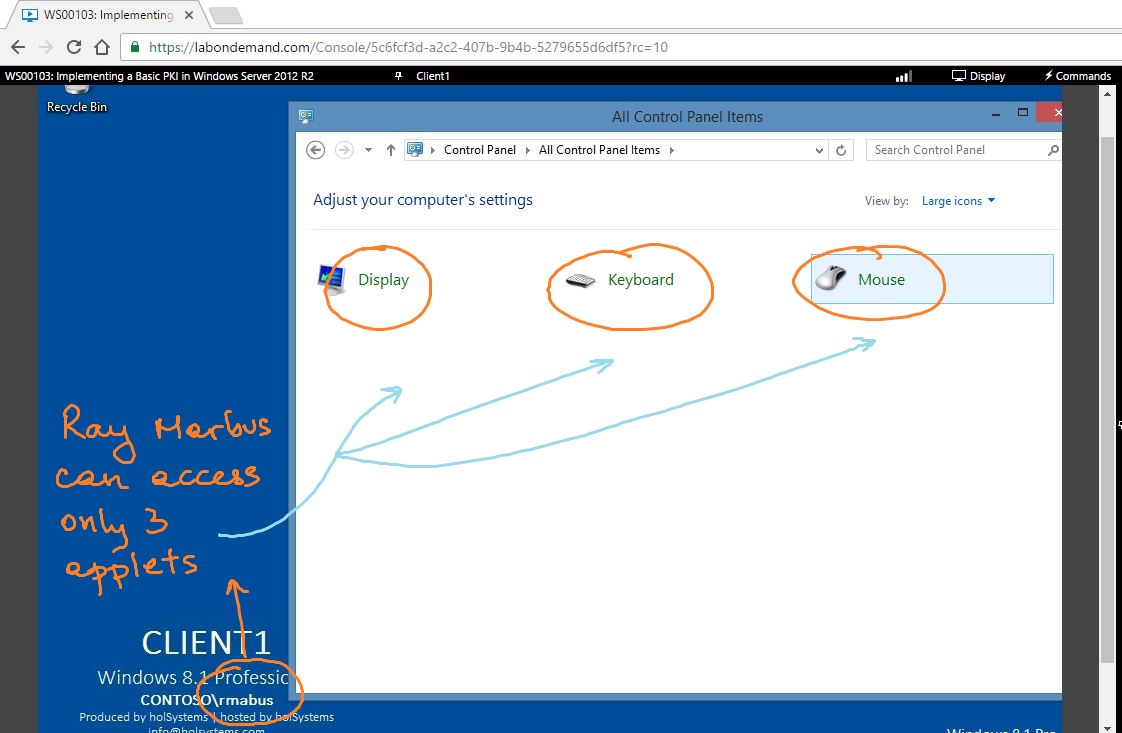 WS00103: Implementing
https://labondemand.com/Console/5c6fcf3d-a2c2-407b-9b4b-5279655d6df5?rc=10
WS00103: Implementing a Basic PKI in Windows Server 2012 R2 Client1 Display Commands
Recycle Bin
All Control Panel Items
Control Panel All Control Panel Items Search Control Panel
Adjust your computer's settings
View by: Large icons
Display Keyboard Mouse
Ray Marbus
can access
only 3
applets
CLIENT1
Windows 8.1 Professic
CONTOSO\rmabus
Produced by holSystems | hosted by holSystems
info@holsystems.com
Windows 8.1 Pro